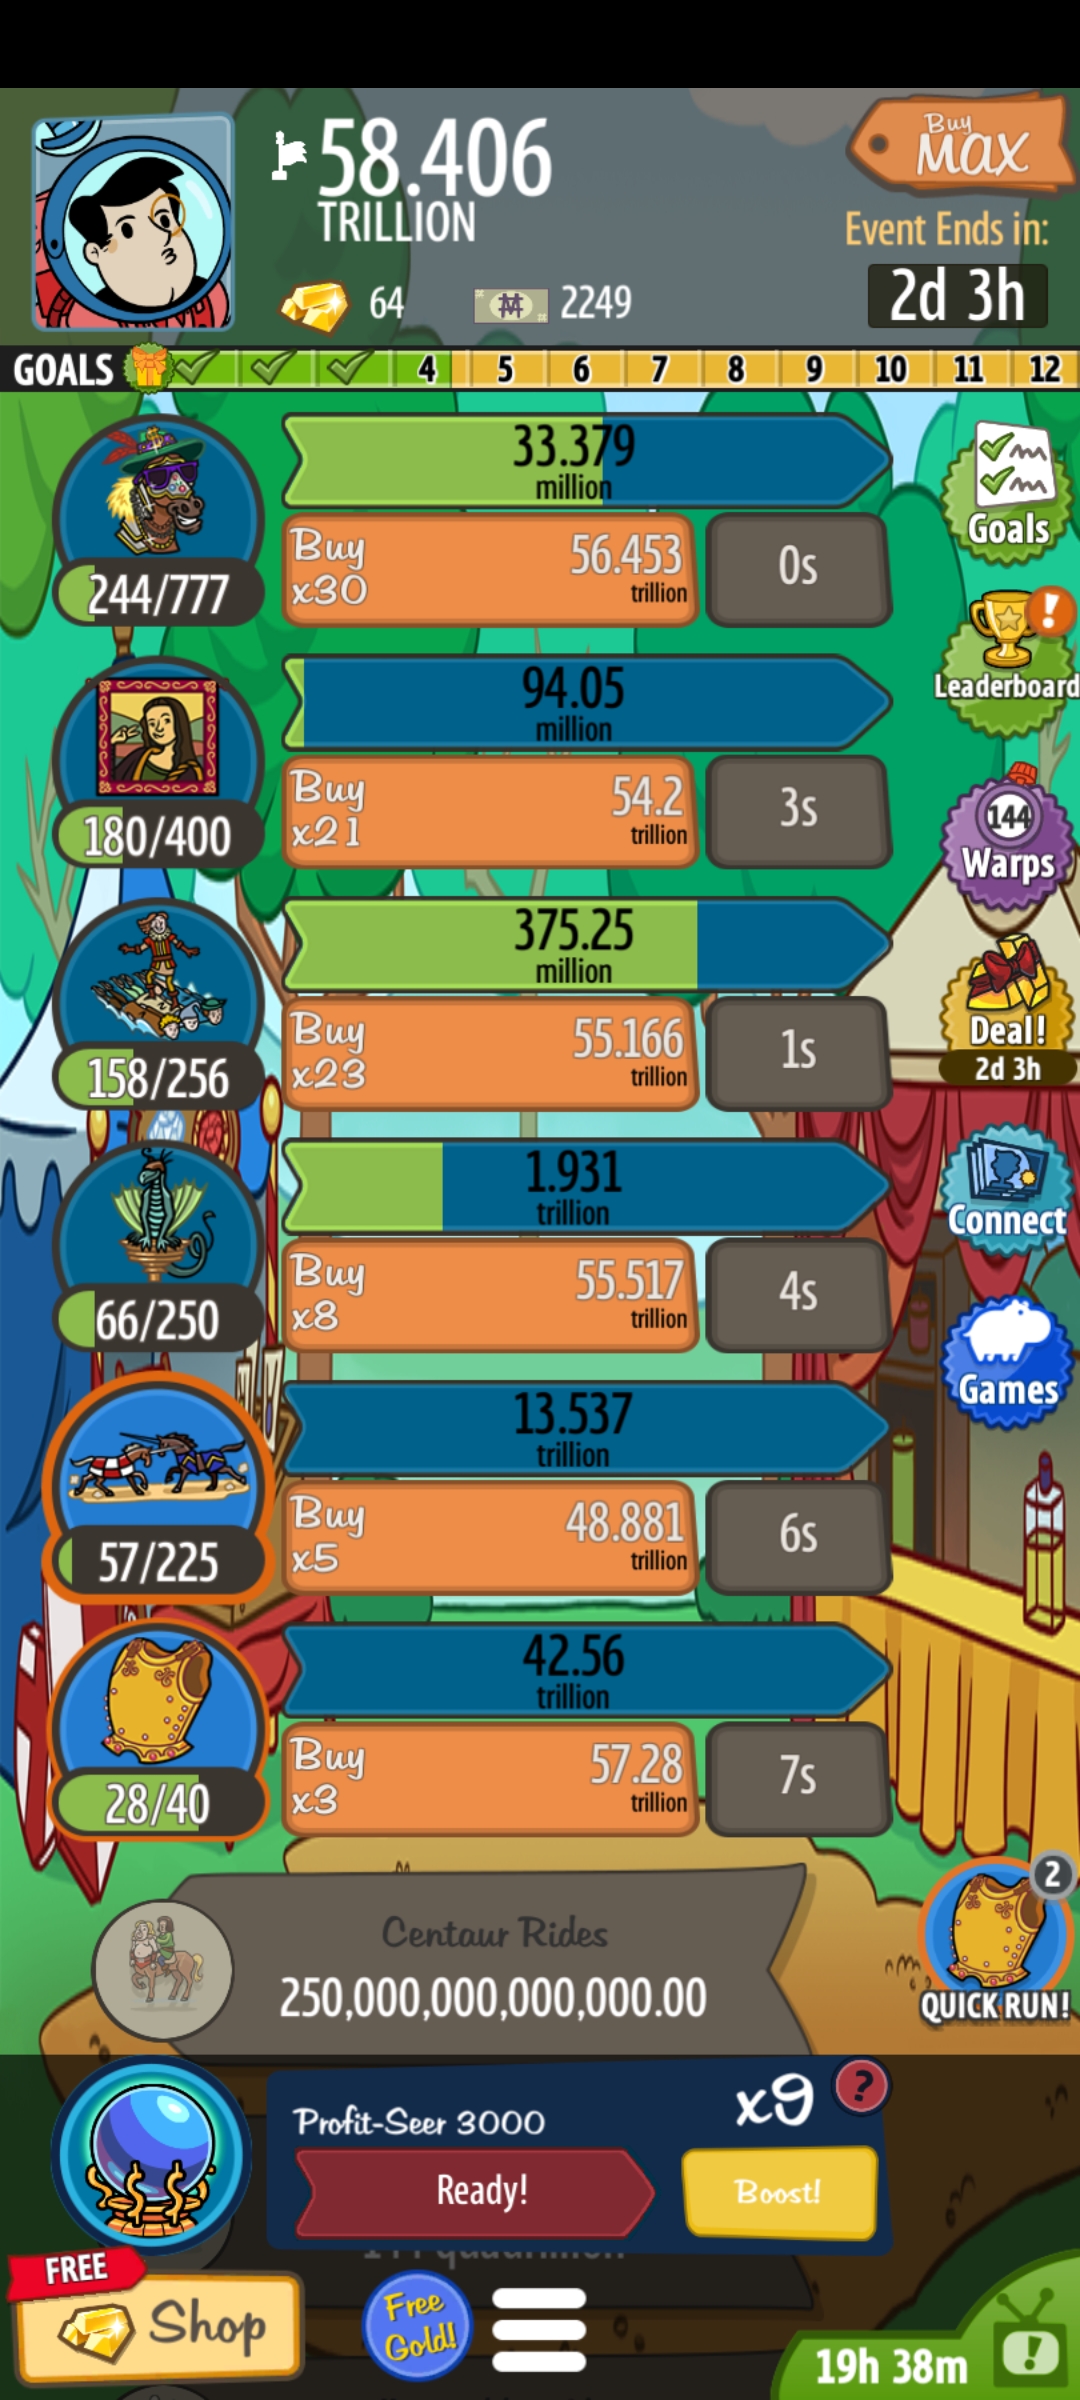 58.406
TRILLION
64
2249
Buy
MAX
Event Ends in:
2d 3h
GOALS
4 5 6 7 8 9 10 11 12
33.379
million
Buy
x30
56.453
trillion
0s
244/777
Goals
Leaderboard
94.05
million
Buy
x21
54.2
trillion
3s
180/400
144
Warps
375.25
million
Buy
x23
55.166
trillion
1s
158/256
Deal!
2d 3h
1.931
trillion
Buy
x8
55.517
trillion
4s
66/250
Connect
Games
13.537
trillion
Buy
x5
48.881
trillion
6s
57/225
42.56
trillion
Buy
x3
57.28
trillion
7s
28/40
Centaur Rides
250,000,000,000,000.00
2
QUICK RUN!
Profit-Seer 3000
x9
?
Ready!
Boost!
FREE
Shop
Free
Gold!
19h 38m